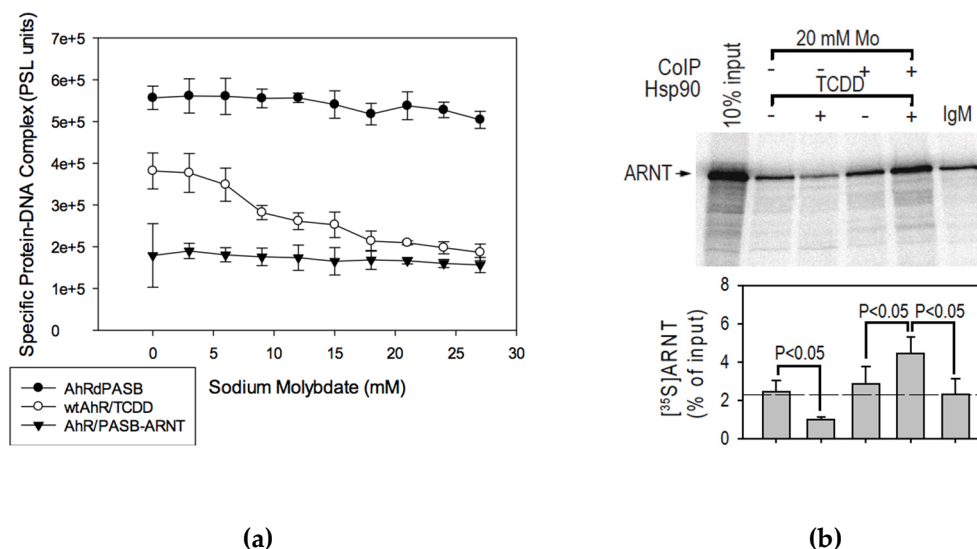 Specific Protein-DNA Complex (PSL units)
7e+5
6e+5
5e+5
4e+5
3e+5
2e+5
1e+5
0
0 5 10 15 20 25 30
Sodium Molybdate (mM)
AhRdPASB
wtAhR/TCDD
AhR/PASB-ARNT
(a)
20 mM Mo
CoIP - - + +
Hsp90
10% input
TCDD
- + - + IgM
ARNT
[³⁵S]ARNT
(% of input)
8
6
4
2
0
P<0.05
P<0.05 P<0.05
(b)